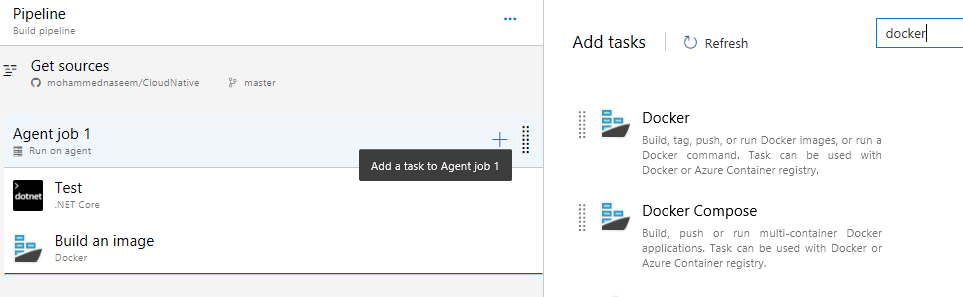 Pipeline
Build pipeline
...
Get sources
mohammednaseem/CloudNative
master
Agent job 1
Run on agent
Add a task to Agent job 1
dotnet
Test
.NET Core
Build an image
Docker
Add tasks
Refresh
docker
Docker
Build, tag, push, or run Docker images, or run a
Docker command. Task can be used with
Docker or Azure Container registry.
Docker Compose
Build, push or run multi-container Docker
applications. Task can be used with Docker or
Azure Container registry.